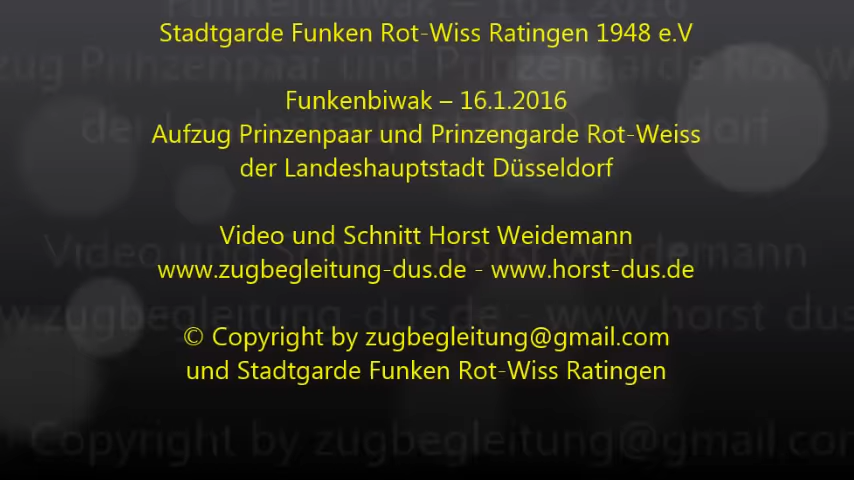 Stadtgarde Funken Rot-Wiss Ratingen 1948 e.V
Funkenbiwak – 16.1.2016
Aufzug Prinzenpaar und Prinzengarde Rot-Weiss
der Landeshauptstadt Düsseldorf
Video und Schnitt Horst Weidemann
www.zugbegleitung-dus.de - www.horst-dus.de
© Copyright by zugbegleitung@gmail.com
und Stadtgarde Funken Rot-Wiss Ratingen